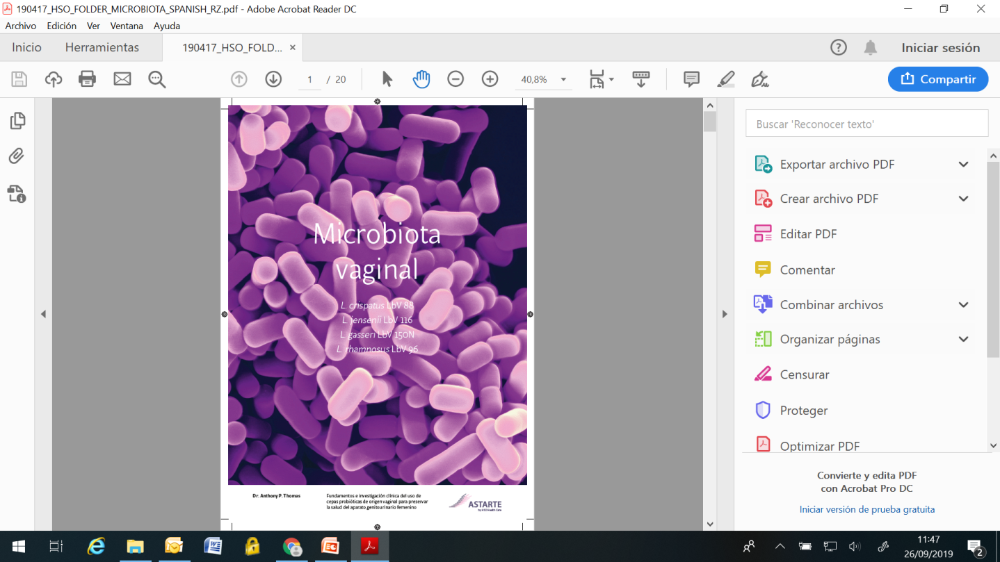 190417_HSO_FOLDER_MICROBIOTA_SPANISH_RZ.pdf - Adobe Acrobat Reader DC
Archivo Edición Ver Ventana Ayuda
Inicio Herramientas 190417_HSO_FOLD... × Iniciar sesión
1 / 20 40,8% Compartir
Buscar 'Reconocer texto'
Exportar archivo PDF
Crear archivo PDF
Editar PDF
Comentar
Combinar archivos
Organizar páginas
Censurar
Proteger
Optimizar PDF
Convierte y edita PDF
con Acrobat Pro DC
Iniciar versión de prueba gratuita
Microbiota
vaginal
L. crispatus LbV 88
L. jensenii LbV 116
L. gasseri LbV 150N
L. rhamnosus LbV 96
Dr. Anthony P. Thomas
Fundamentos e investigación clínica del uso de
cepas probióticas de origen vaginal para preservar
la salud del aparato genitourinario femenino
ASTARTE
by HSO Health Care
11:47
26/09/2019
2